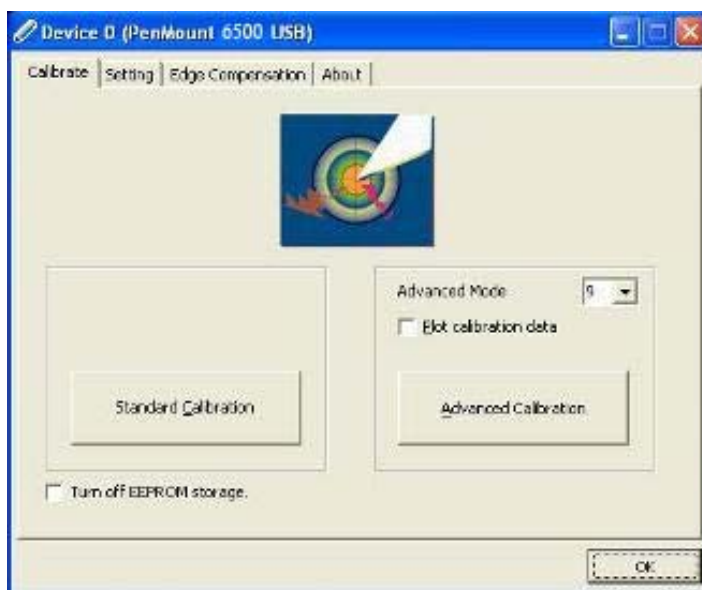 Device 0 (PenMount 6500 USB)
Calibrate Setting Edge Compensation About
Advanced Mode 9
Plot calibration data
Standard Calibration
Advanced Calibration
Turn off EEPROM storage.
OK